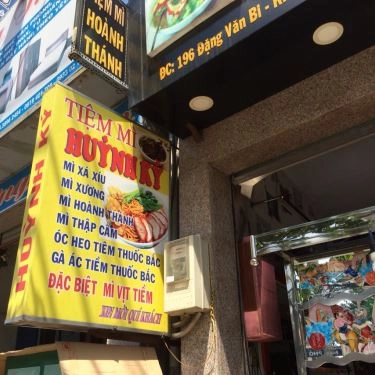 TIỆM MÌ
HOÀNH
THÁNH
ĐC: 196 Đặng Văn Bi -
HUỲNH KÝ
TIỆM MÌ
HUỲNH KÝ
MÌ XÁ XÍU
MÌ XƯƠNG
MÌ HOÀNH THÁNH
MÌ THẬP CẨM
ÓC HEO TIỀM THUỐC BẮC
GÀ ÁC TIỀM THUỐC BẮC
ĐẶC BIỆT MÌ VỊT TIỀM
KÍNH MỜI QUÍ KHÁCH